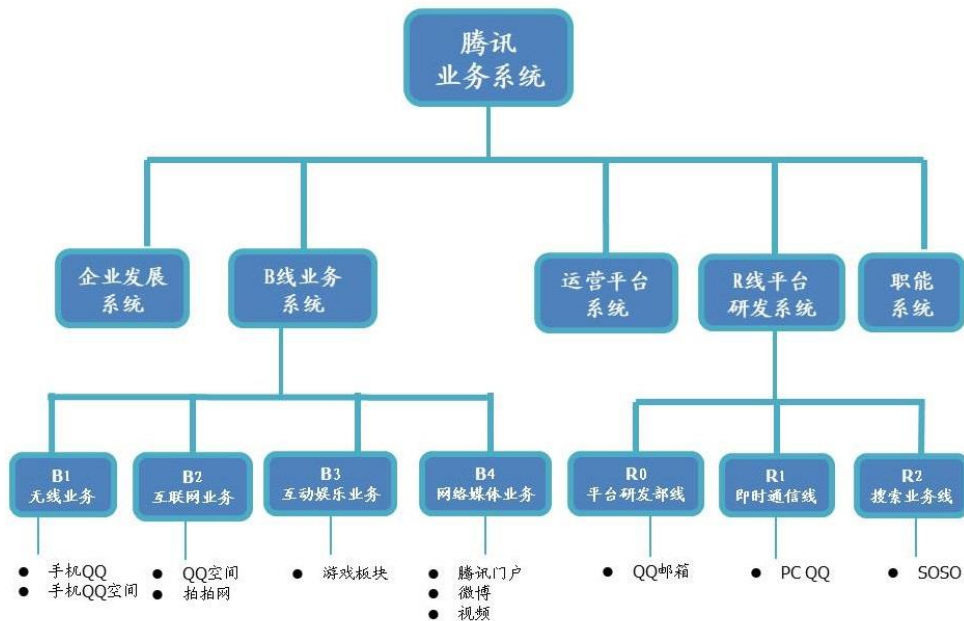 腾讯
业务系统
企业发展
系统
B线业务
系统
运营平台
系统
R线平台
研发系统
职能
系统
B1
无线业务
B2
互联网业务
B3
互动娱乐业务
B4
网络媒体业务
R0
平台研发部线
R1
即时通信线
R2
搜索业务线
● 手机QQ
● 手机QQ空间
● QQ空间
● 拍拍网
● 游戏板块
● 腾讯门户
● 微博
● 视频
● QQ邮箱
● PC QQ
● SOSO